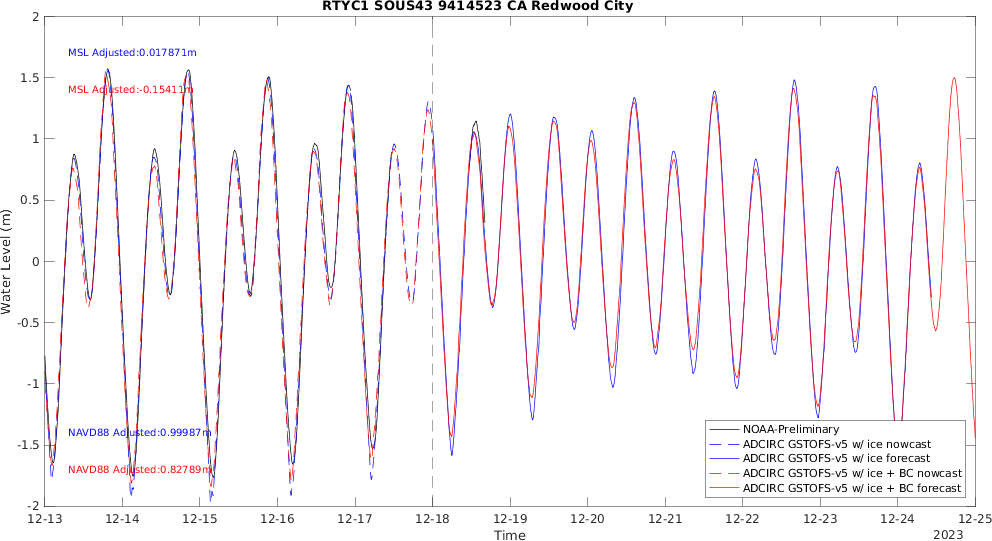 RTYC1 SOUS43 9414523 CA Redwood City
2
1.5
1
0.5
0
-0.5
-1
-1.5
-2
Water Level (m)
MSL Adjusted:0.017871m
MSL Adjusted:-0.15411m
NAVD88 Adjusted:0.99987m
NAVD88 Adjusted:0.82789m
NOAA-Preliminary
ADCIRC GSTOFS-v5 w/ ice nowcast
ADCIRC GSTOFS-v5 w/ ice forecast
ADCIRC GSTOFS-v5 w/ ice + BC nowcast
ADCIRC GSTOFS-v5 w/ ice + BC forecast
12-13 12-14 12-15 12-16 12-17 12-18 12-19 12-20 12-21 12-22 12-23 12-24 12-25
Time
2023